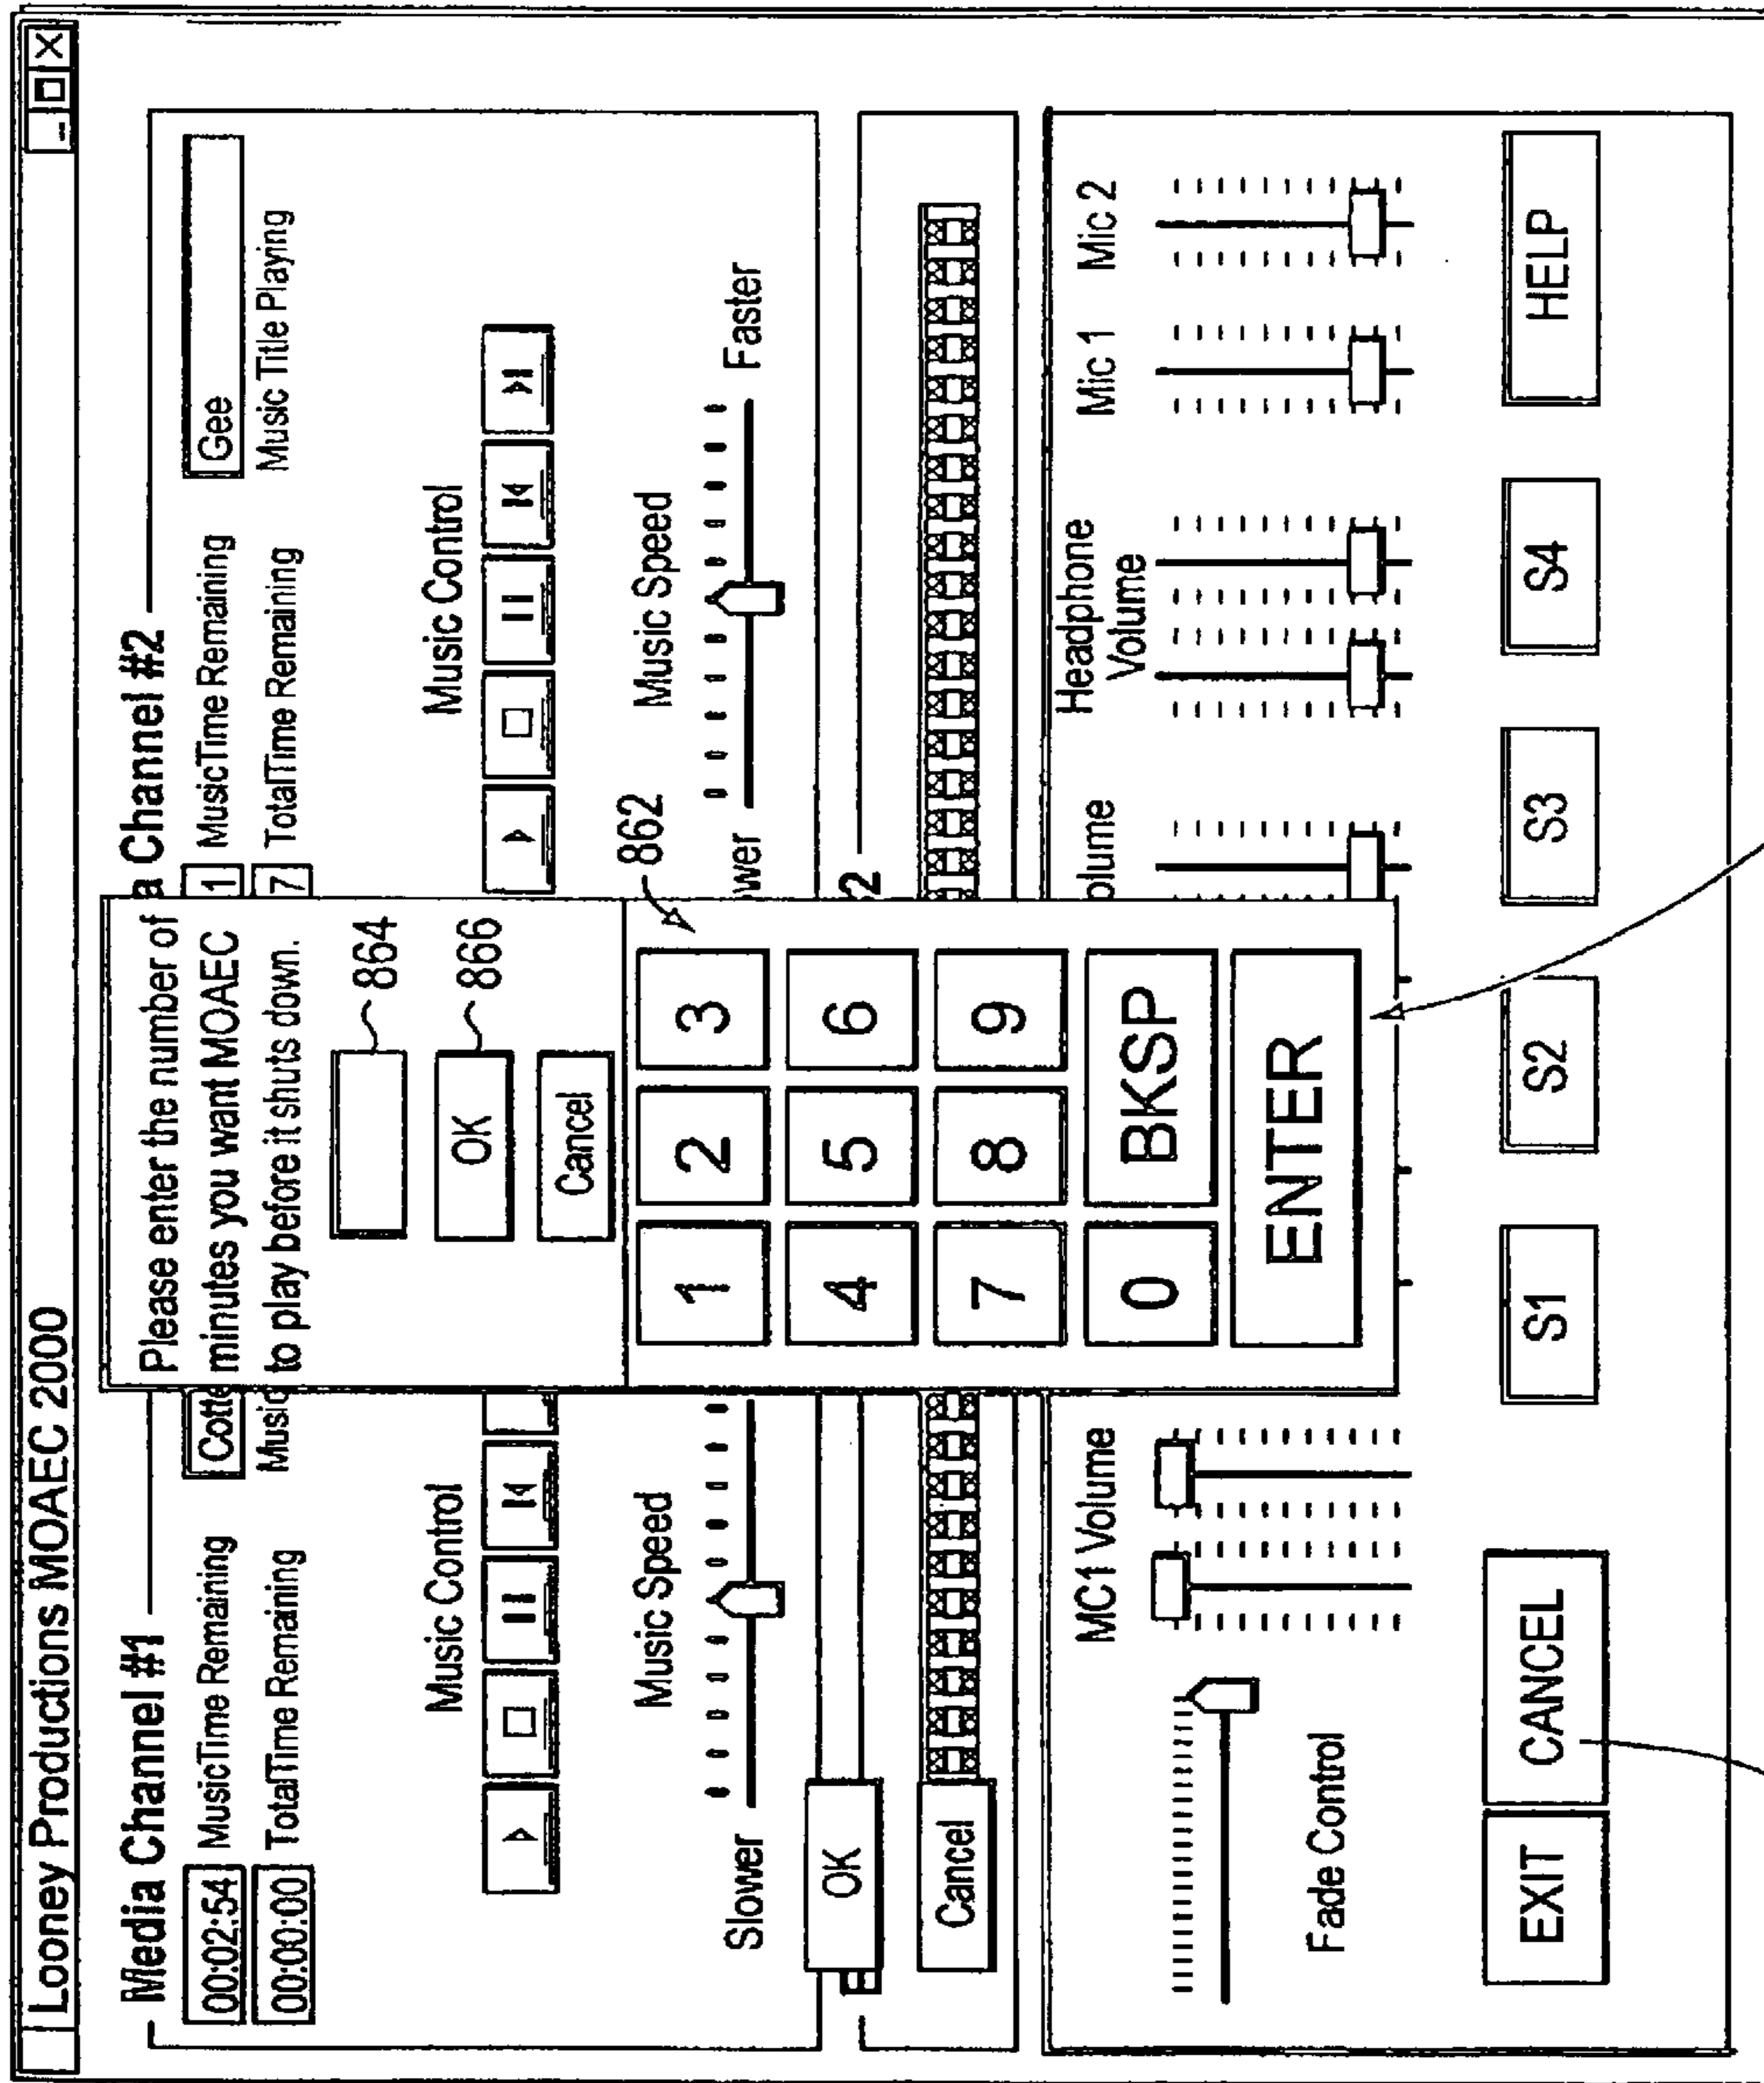 Looney Productions MOAEC 2000
Media Channel #1
a Channel #2
00:02:54 MusicTime Remaining
00:00:00 TotalTime Remaining
Cotte
Music
1 MusicTime Remaining
7 TotalTime Remaining
Gee
Music Title Playing
Please enter the number of
minutes you want MOAEC
to play before it shuts down.
864
OK
866
Cancel
862
1 2 3
4 5 6
7 8 9
0 BKSP
ENTER
Music Control
Music Control
Music Speed
Slower
Music Speed
wer
Faster
OK
Cancel
Fade Control
MC1 Volume
olume
Headphone
Volume
Mic 1
Mic 2
EXIT
CANCEL
S1
S2
S3
S4
HELP